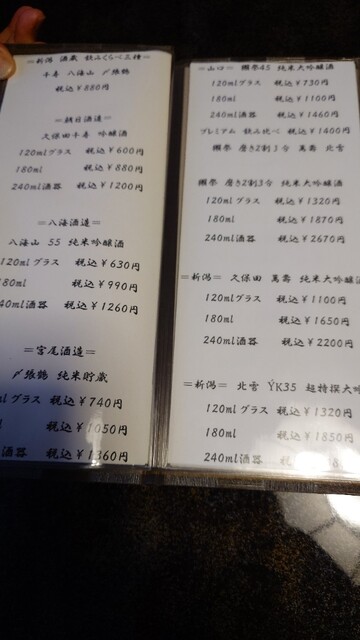 =新潟 酒蔵 飲みくらべ三種=
千寿 八海山 〆張鶴
税込¥880円
=朝日酒造=
久保田千寿 吟醸酒
120mlグラス 税込¥600円
180ml 税込¥880円
240ml酒器 税込¥1200円
=八海酒造=
八海山 55 純米吟醸酒
120mlグラス 税込¥630円
180ml 税込¥990円
40ml酒器 税込¥1260円
=宮尾酒造=
〆張鶴 純米貯蔵
mlグラス 税込¥740円
税込¥1050円
酒器 税込¥1360円
=山口= 獺祭45 純米大吟醸酒
120mlグラス 税込¥730円
180ml 税込¥1100円
240ml酒器 税込¥1460円
プレミアム 飲み比べ 税込¥1400円
獺祭 磨き2割3分 萬壽 北雪
獺祭 磨き2割3分 純米大吟醸酒
120mlグラス 税込¥1320円
180ml 税込¥1870円
240ml酒器 税込¥2670円
=新潟= 久保田 萬壽 純米大吟醸
120mlグラス 税込¥1100円
180ml 税込¥1650円
240ml酒器 税込¥2200円
=新潟= 北雪 YK35 超特撰大吟
120mlグラス 税込¥1320円
180ml 税込¥1850円
240ml酒器 税込